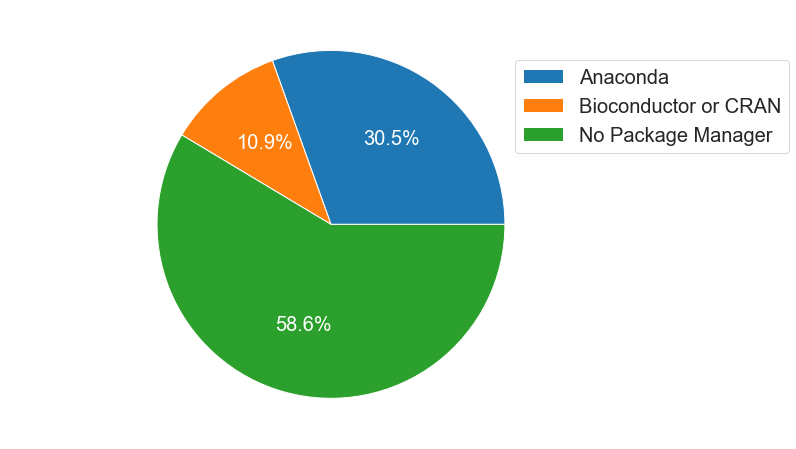 Anaconda
Bioconductor or CRAN
No Package Manager
30.5%
10.9%
58.6%